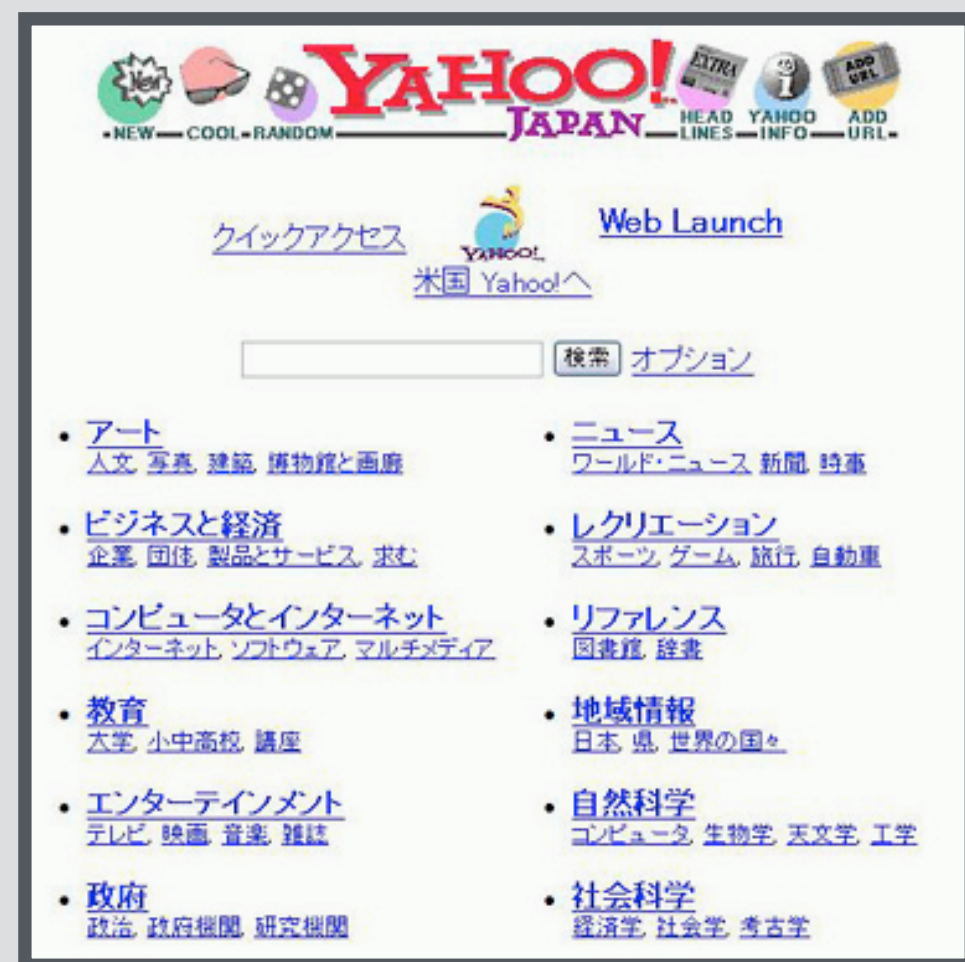 New
EXTRA
i
ADD URL
YAHOO!
JAPAN
NEW COOL RANDOM
HEAD LINES
YAHOO INFO
ADD URL
クイックアクセス
YAHOO!
Web Launch
米国 Yahoo!へ
検索 オプション
• アート
人文, 写真, 建築, 博物館と画廊
• ビジネスと経済
企業, 団体, 製品とサービス, 求む
• コンピュータとインターネット
インターネット, ソフトウェア, マルチメディア
• 教育
大学, 小中高校, 講座
• エンターテインメント
テレビ, 映画, 音楽, 雑誌
• 政府
政治, 政府機関, 研究機関
• ニュース
ワールド・ニュース, 新聞, 時事
• レクリエーション
スポーツ, ゲーム, 旅行, 自動車
• リファレンス
図書館, 辞書
• 地域情報
日本, 県, 世界の国々
• 自然科学
コンピュータ, 生物学, 天文学, 工学
• 社会科学
経済学, 社会学, 考古学